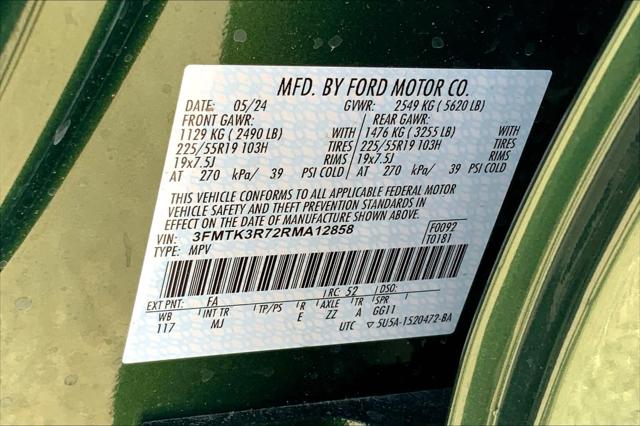 MFD. BY FORD MOTOR CO.
DATE: 05/24 GVWR: 2549 KG ( 5620 LB)
FRONT GAWR: REAR GAWR:
1129 KG ( 2490 LB) WITH 1476 KG ( 3255 LB) WITH
225/55R19 103H TIRES 225/55R19 103H TIRES
19x7.5J RIMS 19x7.5J RIMS
AT 270 kPa/ 39 PSI COLD AT 270 kPa/ 39 PSI COLD
THIS VEHICLE CONFORMS TO ALL APPLICABLE FEDERAL MOTOR
VEHICLE SAFETY AND THEFT PREVENTION STANDARDS IN
EFFECT ON THE DATE OF MANUFACTURE SHOWN ABOVE.
VIN: 3FMTK3R72RMA12858 F0092
TYPE: MPV T0181
EXT PNT: FA RC: 52 DSO:
WB INT TR TP/PS R AXLE TR SPR
117 MJ E ZZ A GG11
UTC ▽5U5A-1520472-BA